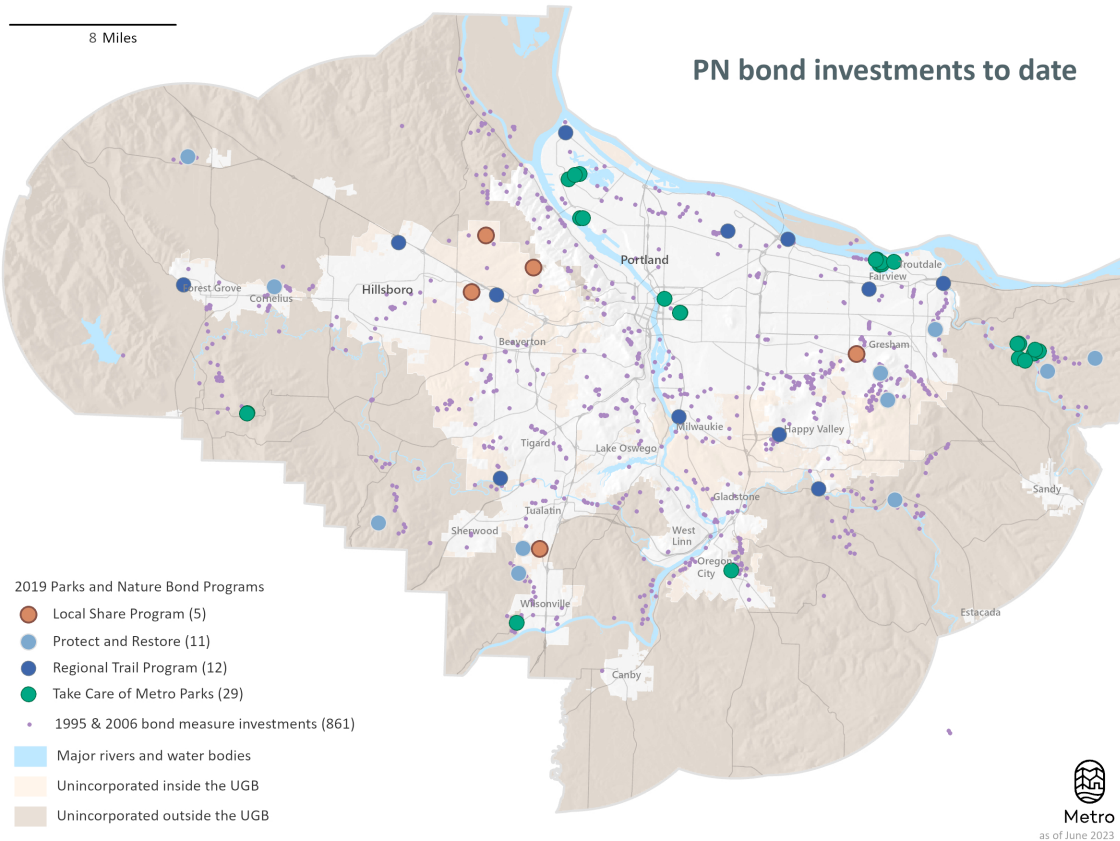 8 Miles
PN bond investments to date
Portland
Troutdale
Fairview
Forest Grove
Cornelius
Hillsboro
Beaverton
Gresham
Milwaukie
Happy Valley
Tigard
Lake Oswego
Sandy
Gladstone
Tualatin
Sherwood
West
Linn
Oregon
City
Wilsonville
Estacada
Canby
2019 Parks and Nature Bond Programs
Local Share Program (5)
Protect and Restore (11)
Regional Trail Program (12)
Take Care of Metro Parks (29)
1995 & 2006 bond measure investments (861)
Major rivers and water bodies
Unincorporated inside the UGB
Unincorporated outside the UGB
Metro
as of June 2023